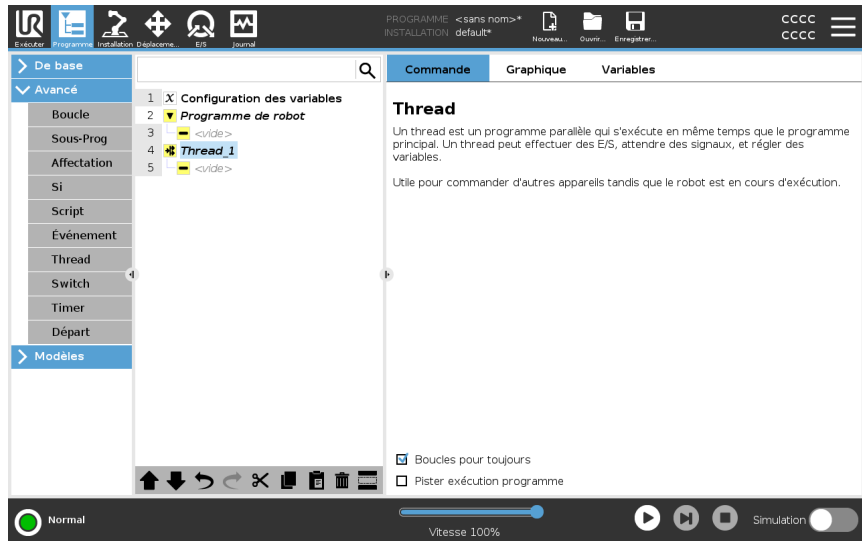 UR
PROGRAMME <sans nom>*
INSTALLATION default*
CCCC
CCCC
Exécuter Programme Installation Déplaceme... E/S Journal
Nouveau... Ouvrir... Enregistrer...
De base
Avancé
Boucle
Sous-Prog
Affectation
Si
Script
Événement
Thread
Switch
Timer
Départ
Modèles
1 X Configuration des variables
2 Programme de robot
3 <vide>
4 Thread_1
5 <vide>
Commande Graphique Variables
Thread
Un thread est un programme parallèle qui s'exécute en même temps que le programme
principal. Un thread peut effectuer des E/S, attendre des signaux, et régler des
variables.
Utile pour commander d'autres appareils tandis que le robot est en cours d'exécution.
Boucles pour toujours
Pister exécution programme
Normal
Vitesse 100%
Simulation